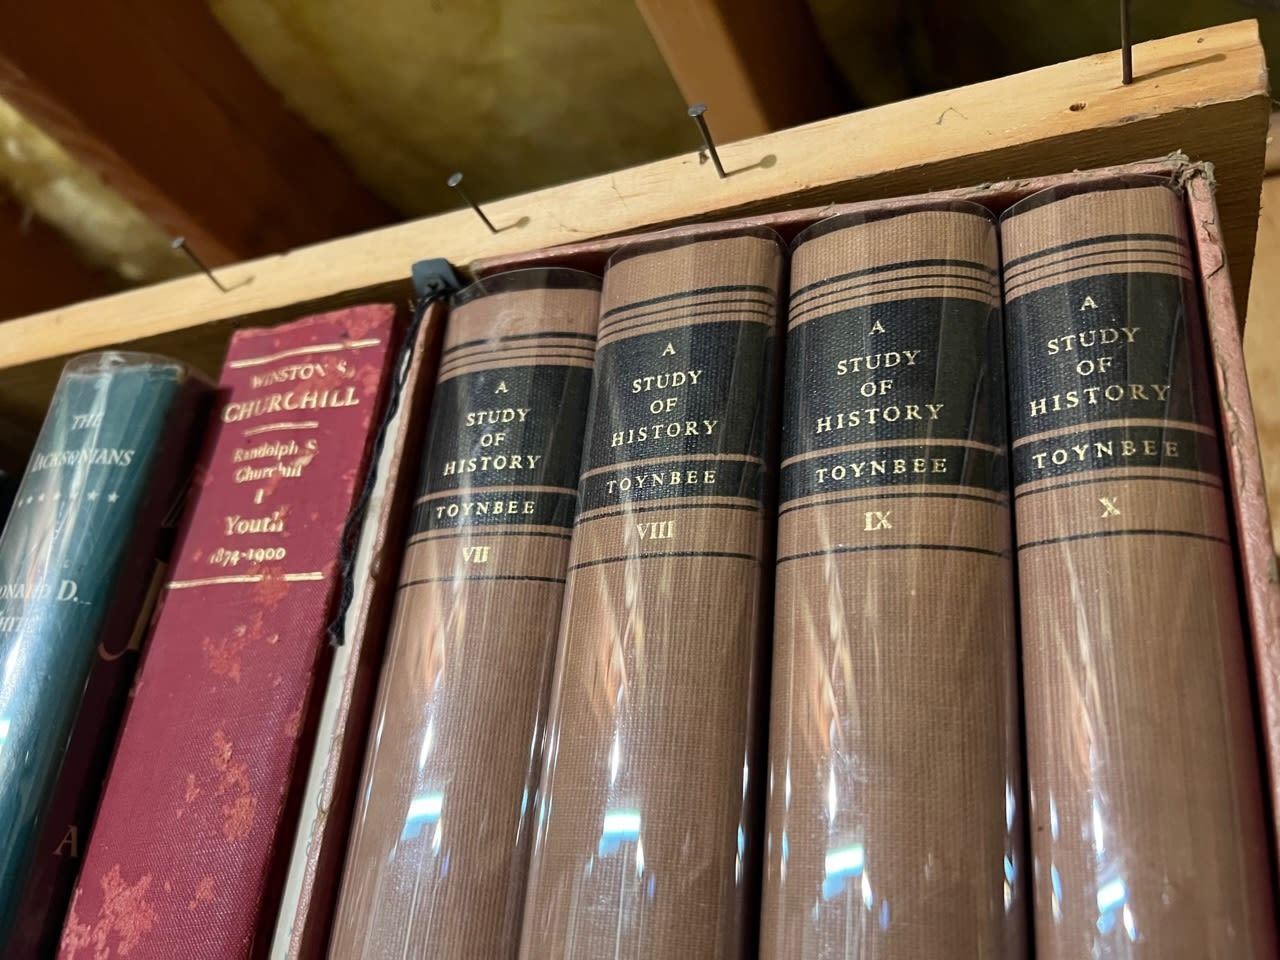 THE
JACKSONIANS
WINSTON S.
CHURCHILL
Randolph S.
Churchill
I
Youth
1874-1900
A
STUDY
OF
HISTORY
TOYNBEE
VII
A
STUDY
OF
HISTORY
TOYNBEE
VIII
A
STUDY
OF
HISTORY
TOYNBEE
IX
A
STUDY
OF
HISTORY
TOYNBEE
X